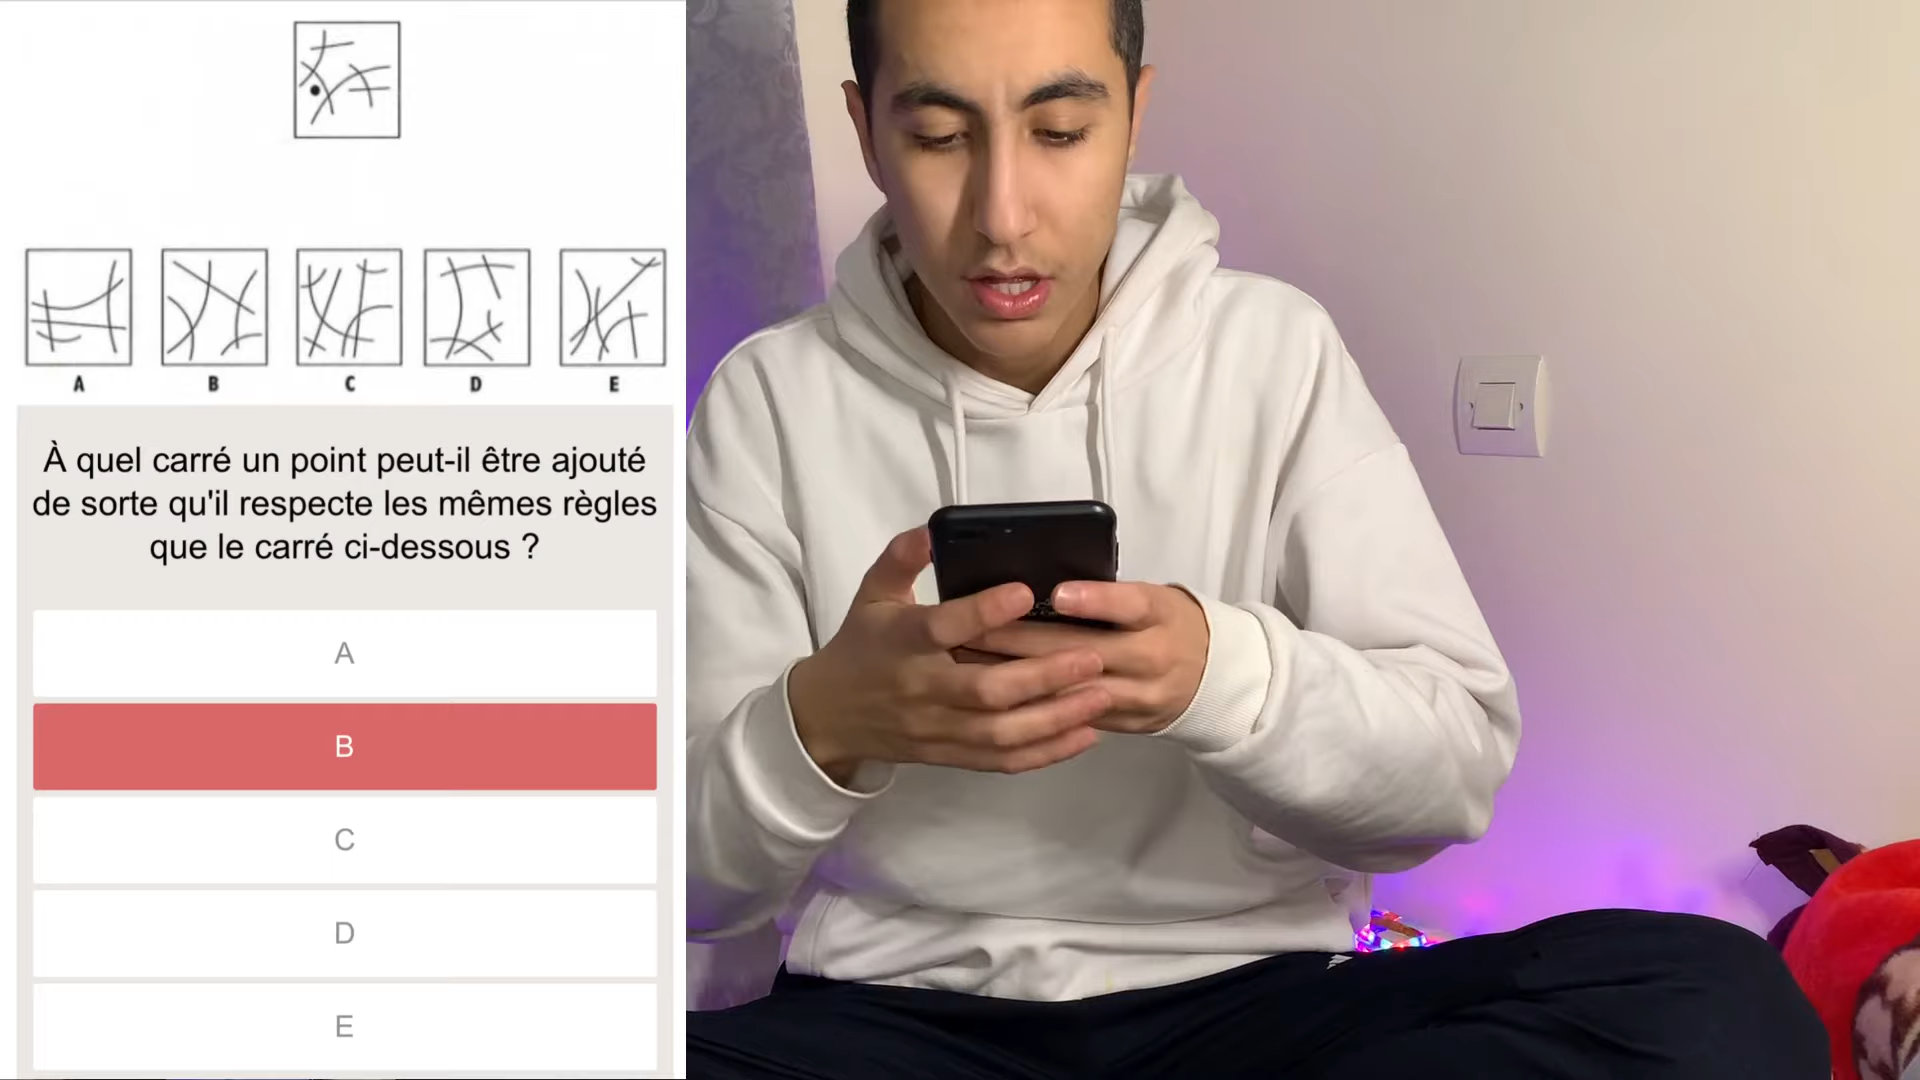 A B C D E
À quel carré un point peut-il être ajouté
de sorte qu'il respecte les mêmes règles
que le carré ci-dessous ?
A
B
C
D
E